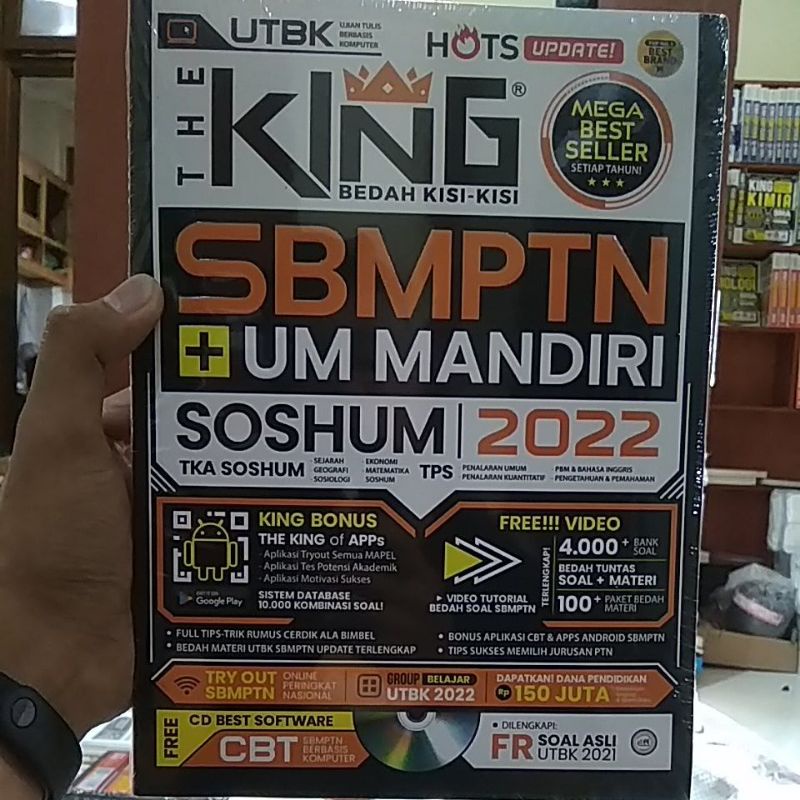 UTBK
UJIAN TULIS
BERBASIS
KOMPUTER
HOTS UPDATE!
BEST
BRAND
THE KING®
BEDAH KISI-KISI
MEGA
BEST
SELLER
SETIAP TAHUN!
SBMPTN
+ UM MANDIRI
SOSHUM | 2022
TKA SOSHUM
- SEJARAH
- GEOGRAFI
- SOSIOLOGI
- EKONOMI
- MATEMATIKA
SOSHUM
TPS
PENALARAN UMUM
PENALARAN KUANTITATIF
- PBM & BAHASA INGGRIS
- PENGETAHUAN & PEMAHAMAN
KING BONUS
THE KING of APPs
- Aplikasi Tryout Semua MAPEL
- Aplikasi Tes Potensi Akademik
- Aplikasi Motivasi Sukses
GET IT ON
Google Play
SISTEM DATABASE
10.000 KOMBINASI SOAL!
FREE!!! VIDEO
▸ VIDEO TUTORIAL
BEDAH SOAL SBMPTN
TERLENGKAP!
4.000+ BANK SOAL
BEDAH TUNTAS
SOAL + MATERI
100+ PAKET BEDAH MATERI
• FULL TIPS-TRIK RUMUS CERDIK ALA BIMBEL
• BEDAH MATERI UTBK SBMPTN UPDATE TERLENGKAP
• BONUS APLIKASI CBT & APPS ANDROID SBMPTN
• TIPS SUKSES MEMILIH JURUSAN PTN
TRY OUT
SBMPTN
ONLINE
PERINGKAT
NASIONAL
GROUP BELAJAR
UTBK 2022
DAPATKAN! DANA PENDIDIKAN
Rp 150 JUTA
FREE
CD BEST SOFTWARE
CBT
SBMPTN
BERBASIS
KOMPUTER
• DILENGKAPI:
FR SOAL ASLI
UTBK 2021
KING
KIMIA